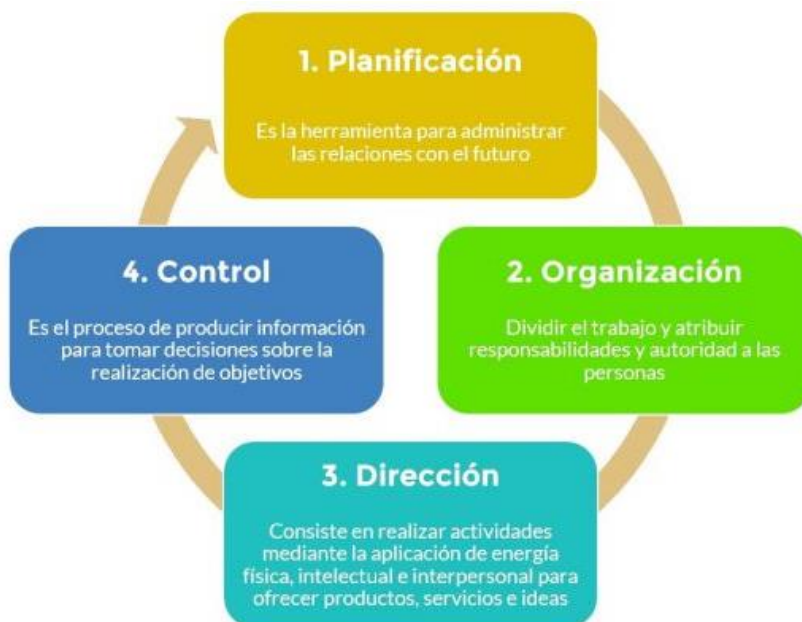 1. Planificación
Es la herramienta para administrar
las relaciones con el futuro
2. Organización
Dividir el trabajo y atribuir
responsabilidades y autoridad a las
personas
3. Dirección
Consiste en realizar actividades
mediante la aplicación de energía
física, intelectual e interpersonal para
ofrecer productos, servicios e ideas
4. Control
Es el proceso de producir información
para tomar decisiones sobre la
realización de objetivos